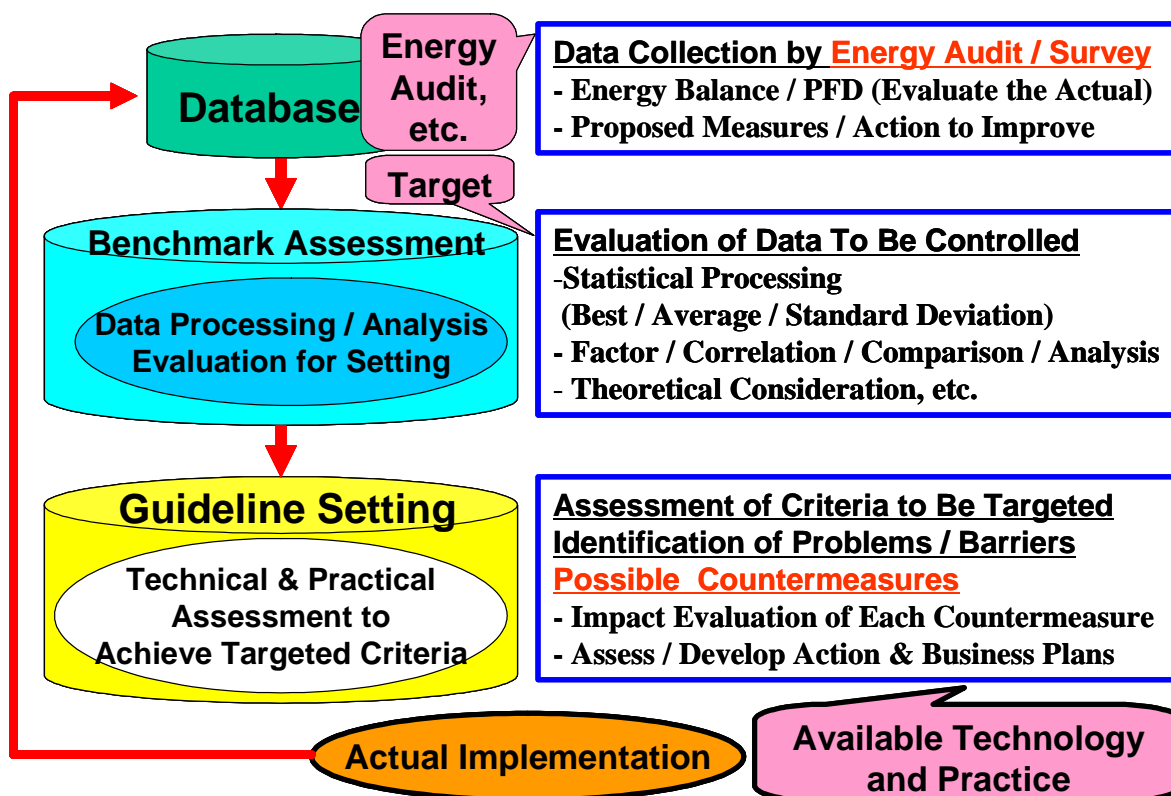 Database
Energy
Audit,
etc.
Data Collection by Energy Audit / Survey
- Energy Balance / PFD (Evaluate the Actual)
- Proposed Measures / Action to Improve
Target
Benchmark Assessment
Data Processing / Analysis
Evaluation for Setting
Evaluation of Data To Be Controlled
-Statistical Processing
(Best / Average / Standard Deviation)
- Factor / Correlation / Comparison / Analysis
- Theoretical Consideration, etc.
Guideline Setting
Technical & Practical
Assessment to
Achieve Targeted Criteria
Assessment of Criteria to Be Targeted
Identification of Problems / Barriers
Possible Countermeasures
- Impact Evaluation of Each Countermeasure
- Assess / Develop Action & Business Plans
Actual Implementation
Available Technology
and Practice